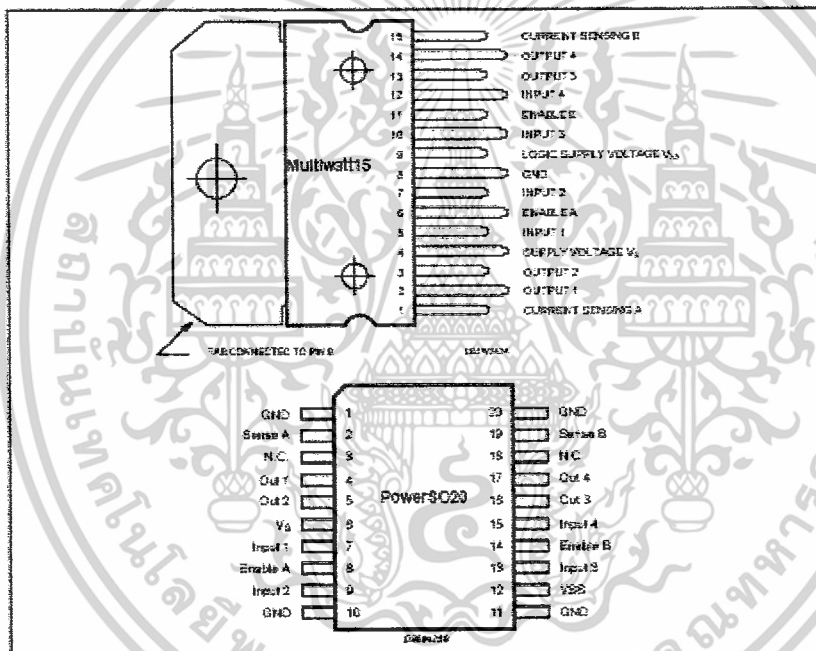 15 CURRENT SENSING B
14 OUTPUT 4
13 OUTPUT 3
12 INPUT 4
11 ENABLE B
10 INPUT 3
9 LOGIC SUPPLY VOLTAGE VSS
8 GND
7 INPUT 2
6 ENABLE A
5 INPUT 1
4 SUPPLY VOLTAGE VS
3 OUTPUT 2
2 OUTPUT 1
1 CURRENT SENSING A
Multiwatt15
TAB CONNECTED TO PIN 8
GND 1 20 GND
Sense A 2 19 Sense B
N.C. 3 18 N.C.
Out 1 4 17 Out 4
Out 2 5 16 Out 3
VS 6 15 Input 4
Input 1 7 14 Enable B
Enable A 8 13 Input 3
Input 2 9 12 VSS
GND 10 11 GND
PowerSO20